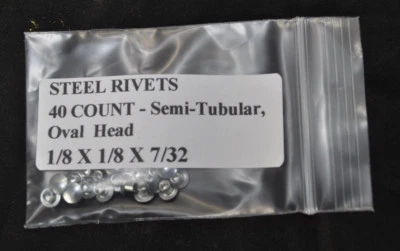 STEEL RIVETS
40 COUNT - Semi-Tubular,
Oval Head
1/8 X 1/8 X 7/32